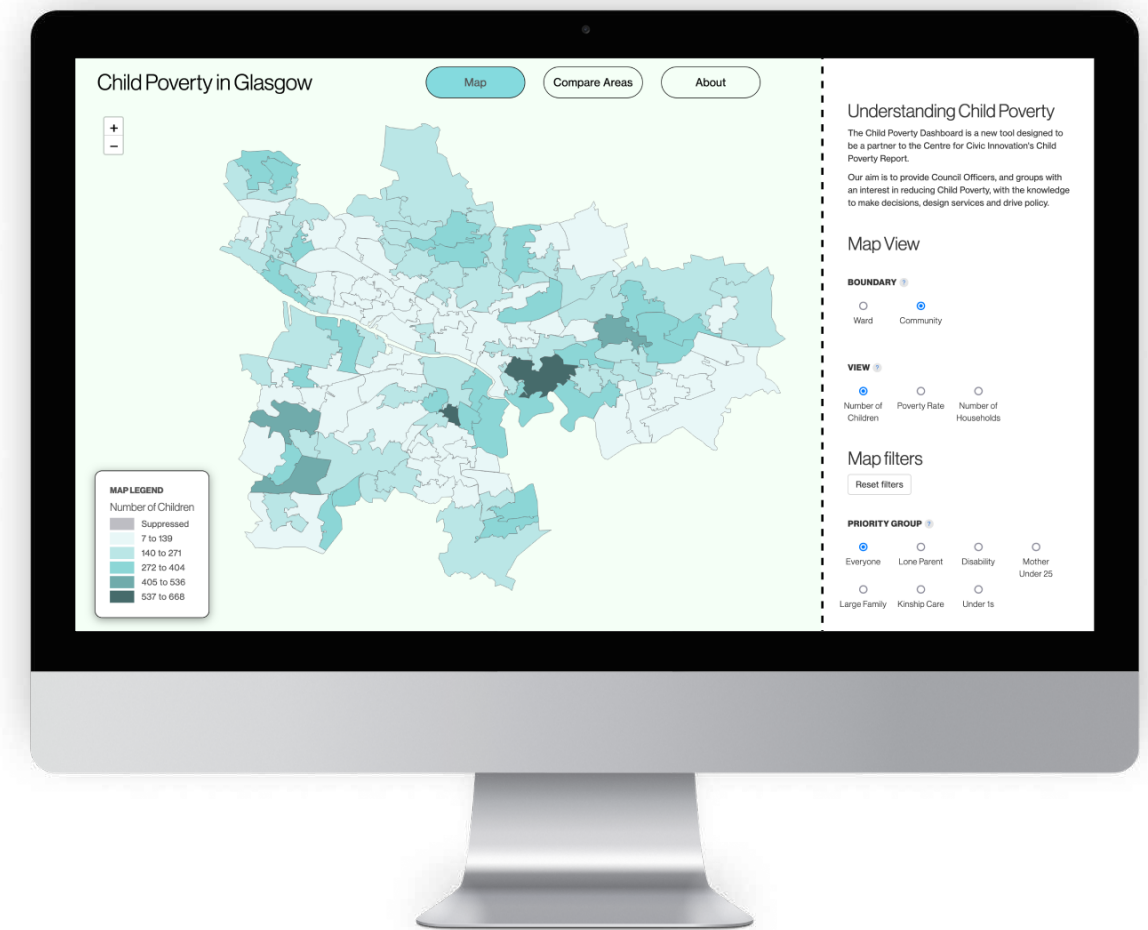 Child Poverty in Glasgow
Map
Compare Areas
About
+
−
MAP LEGEND
Number of Children
Suppressed
7 to 139
140 to 271
272 to 404
405 to 536
537 to 668
Understanding Child Poverty
The Child Poverty Dashboard is a new tool designed to
be a partner to the Centre for Civic Innovation's Child
Poverty Report.
Our aim is to provide Council Officers, and groups with
an interest in reducing Child Poverty, with the knowledge
to make decisions, design services and drive policy.
Map View
BOUNDARY ?
Ward
Community
VIEW ?
Number of
Children
Poverty Rate
Number of
Households
Map filters
Reset filters
PRIORITY GROUP ?
Everyone
Lone Parent
Disability
Mother
Under 25
Large Family
Kinship Care
Under 1s